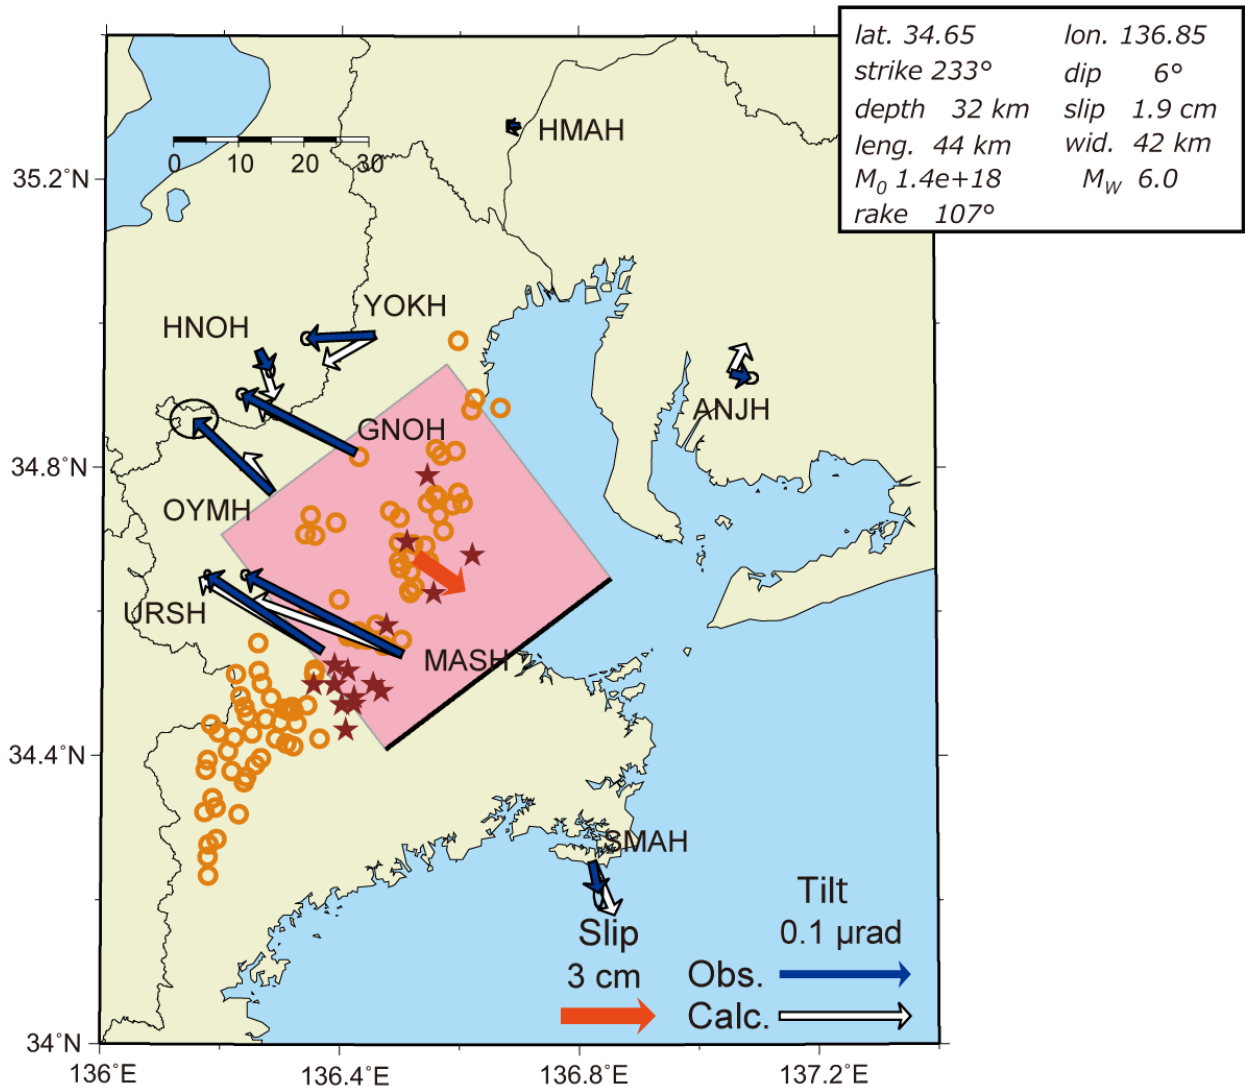 lat. 34.65 lon. 136.85
strike 233° dip 6°
depth 32 km slip 1.9 cm
leng. 44 km wid. 42 km
M0 1.4e+18 MW 6.0
rake 107°
HMAH
0 10 20 30
35.2°N
YOKH
HNOH
ANJH
GNOH
34.8°N
OYMH
URSH
MASH
34.4°N
SMAH
Tilt
Slip 0.1 µrad
3 cm Obs.
Calc.
34°N
136°E 136.4°E 136.8°E 137.2°E